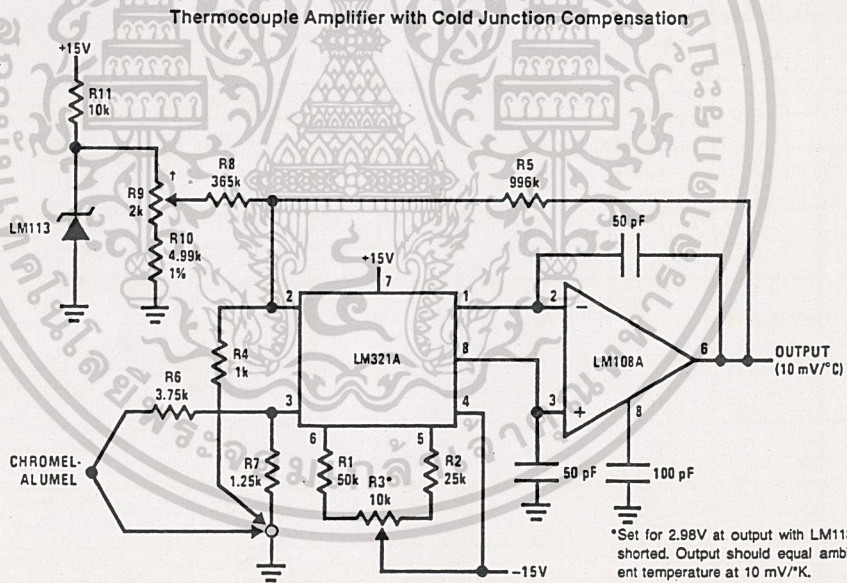 Thermocouple Amplifier with Cold Junction Compensation
+15V
R11
10k
†
R9
2k
R8
365k
R5
996k
LM113
R10
4.99k
1%
50 pF
+15V
7
2
1
2
−
LM321A
R4
1k
8
LM108A
6
OUTPUT
(10 mV/°C)
R6
3.75k
3
4
3
+
8
6
5
CHROMEL-
ALUMEL
R7
1.25k
R1
50k
R3*
10k
R2
25k
50 pF
100 pF
−15V
*Set for 2.98V at output with LM113
shorted. Output should equal ambi-
ent temperature at 10 mV/°K.